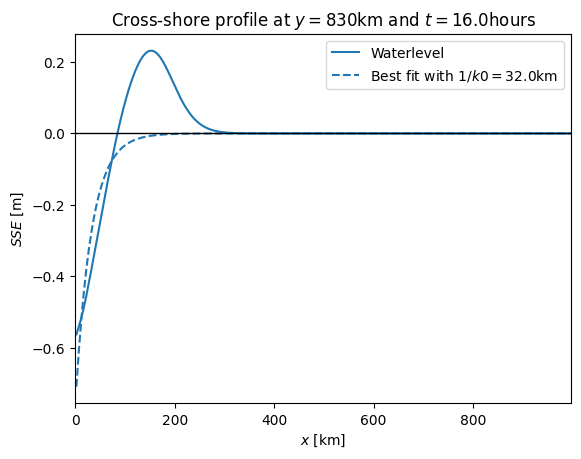 Cross-shore profile at y = 830km and t = 16.0hours
Waterlevel
Best fit with 1/k0 = 32.0km
SSE [m]
0.2
0.0
−0.2
−0.4
−0.6
0 200 400 600 800
x [km]